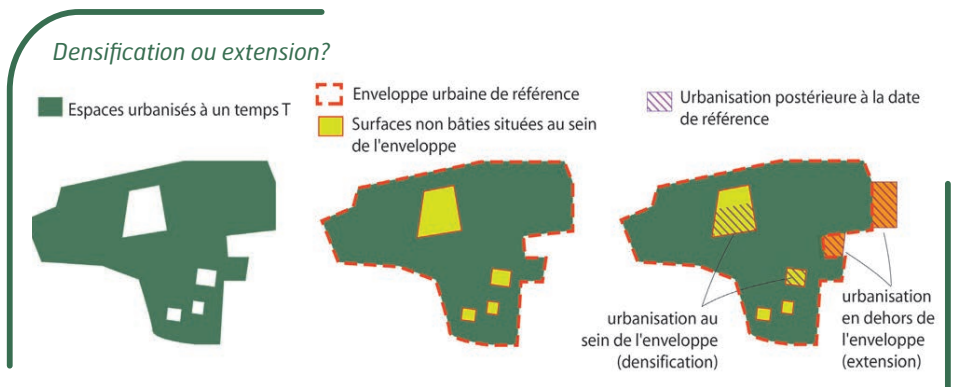 Densification ou extension?
Espaces urbanisés à un temps T
Enveloppe urbaine de référence
Surfaces non bâties situées au sein
de l'enveloppe
Urbanisation postérieure à la date
de référence
urbanisation au
sein de l'enveloppe
(densification)
urbanisation
en dehors de
l'enveloppe
(extension)